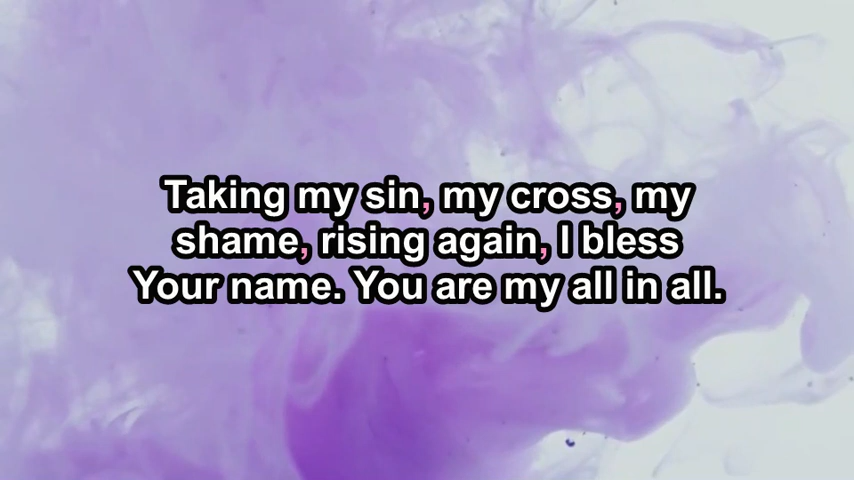 Taking my sin, my cross, my
shame, rising again, I bless
Your name. You are my all in all.